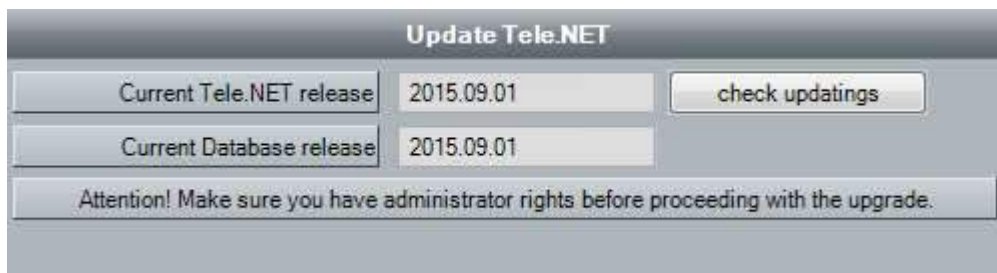 Update Tele.NET
Current Tele.NET release 2015.09.01 check updatings
Current Database release 2015.09.01
Attention! Make sure you have administrator rights before proceeding with the upgrade.